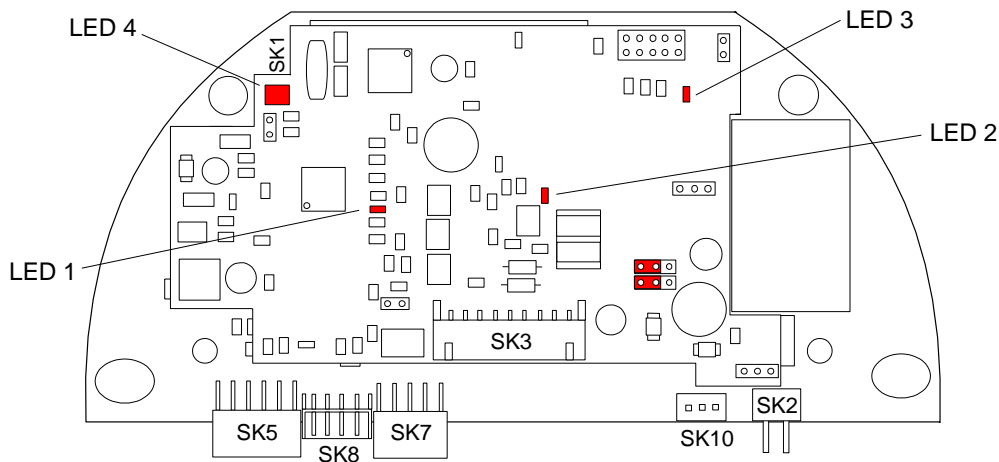 LED 4
SK1
LED 3
LED 2
LED 1
SK3
SK5
SK8
SK7
SK10
SK2